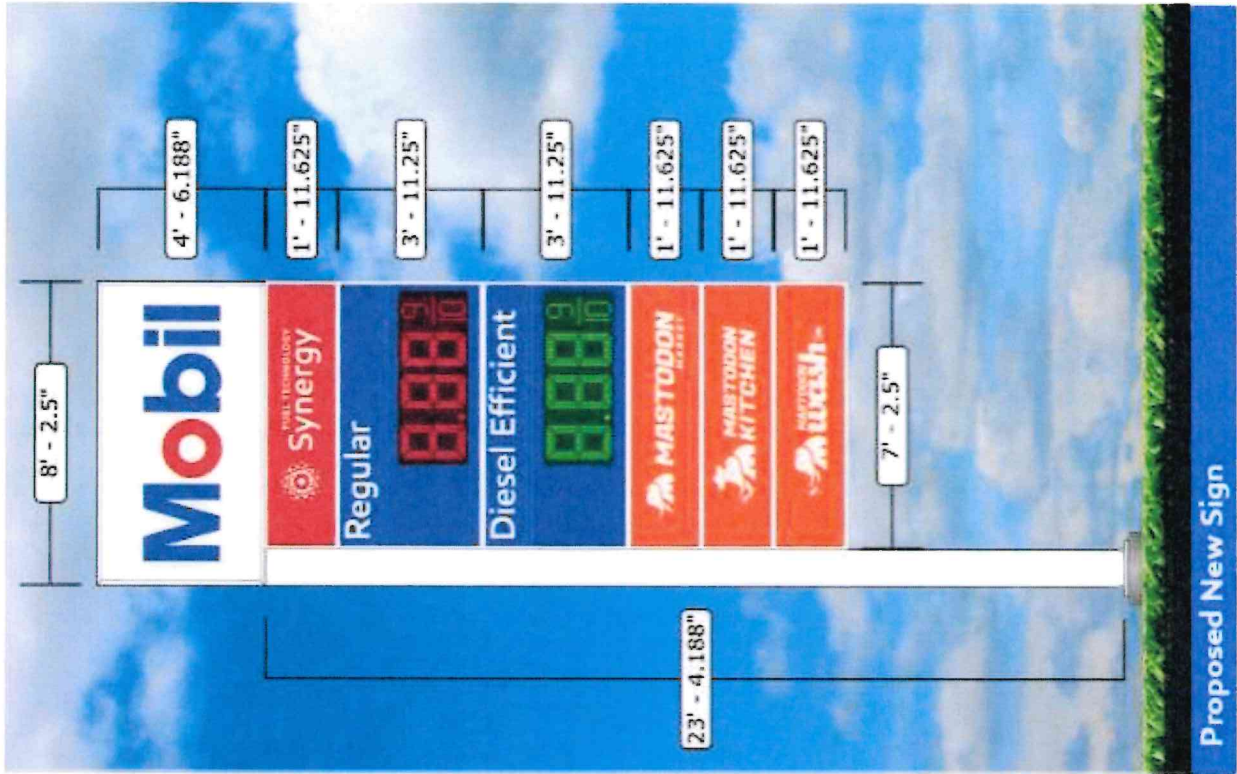 8' - 2.5"
Mobil
4' - 6.188"
FUEL TECHNOLOGY
Synergy
1' - 11.625"
Regular
8.888 9/10
3' - 11.25"
Diesel Efficient
8.888 9/10
3' - 11.25"
MASTODON
MARKET
1' - 11.625"
MASTODON
KITCHEN
1' - 11.625"
MASTODON
wash
1' - 11.625"
7' - 2.5"
23' - 4.188"
Proposed New Sign